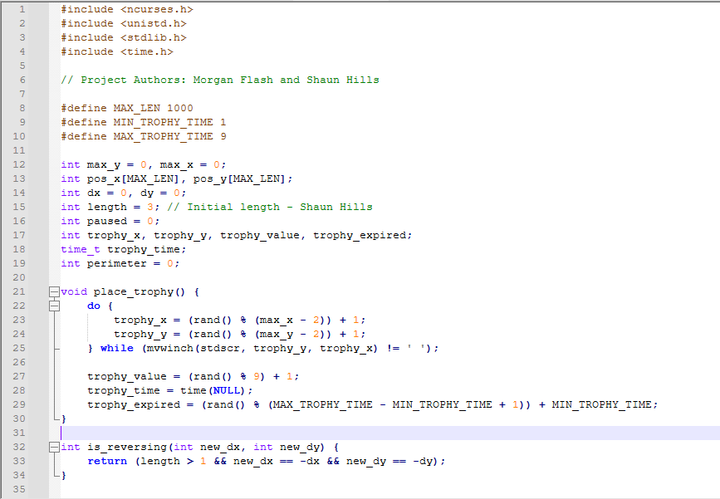 1 #include <ncurses.h>
2 #include <unistd.h>
3 #include <stdlib.h>
4 #include <time.h>
5
6 // Project Authors: Morgan Flash and Shaun Hills
7
8 #define MAX_LEN 1000
9 #define MIN_TROPHY_TIME 1
10 #define MAX_TROPHY_TIME 9
11
12 int max_y = 0, max_x = 0;
13 int pos_x[MAX_LEN], pos_y[MAX_LEN];
14 int dx = 0, dy = 0;
15 int length = 3; // Initial length - Shaun Hills
16 int paused = 0;
17 int trophy_x, trophy_y, trophy_value, trophy_expired;
18 time_t trophy_time;
19 int perimeter = 0;
20
21 void place_trophy() {
22     do {
23         trophy_x = (rand() % (max_x - 2)) + 1;
24         trophy_y = (rand() % (max_y - 2)) + 1;
25     } while (mvwinch(stdscr, trophy_y, trophy_x) != ' ');
26
27     trophy_value = (rand() % 9) + 1;
28     trophy_time = time(NULL);
29     trophy_expired = (rand() % (MAX_TROPHY_TIME - MIN_TROPHY_TIME + 1)) + MIN_TROPHY_TIME;
30 }
31
32 int is_reversing(int new_dx, int new_dy) {
33     return (length > 1 && new_dx == -dx && new_dy == -dy);
34 }
35